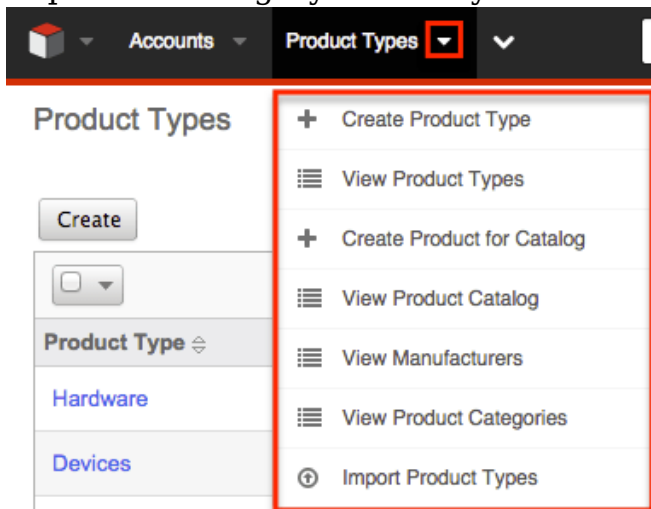 Accounts
Product Types
Product Types
Create
Product Type
Hardware
Devices
Create Product Type
View Product Types
Create Product for Catalog
View Product Catalog
View Manufacturers
View Product Categories
Import Product Types